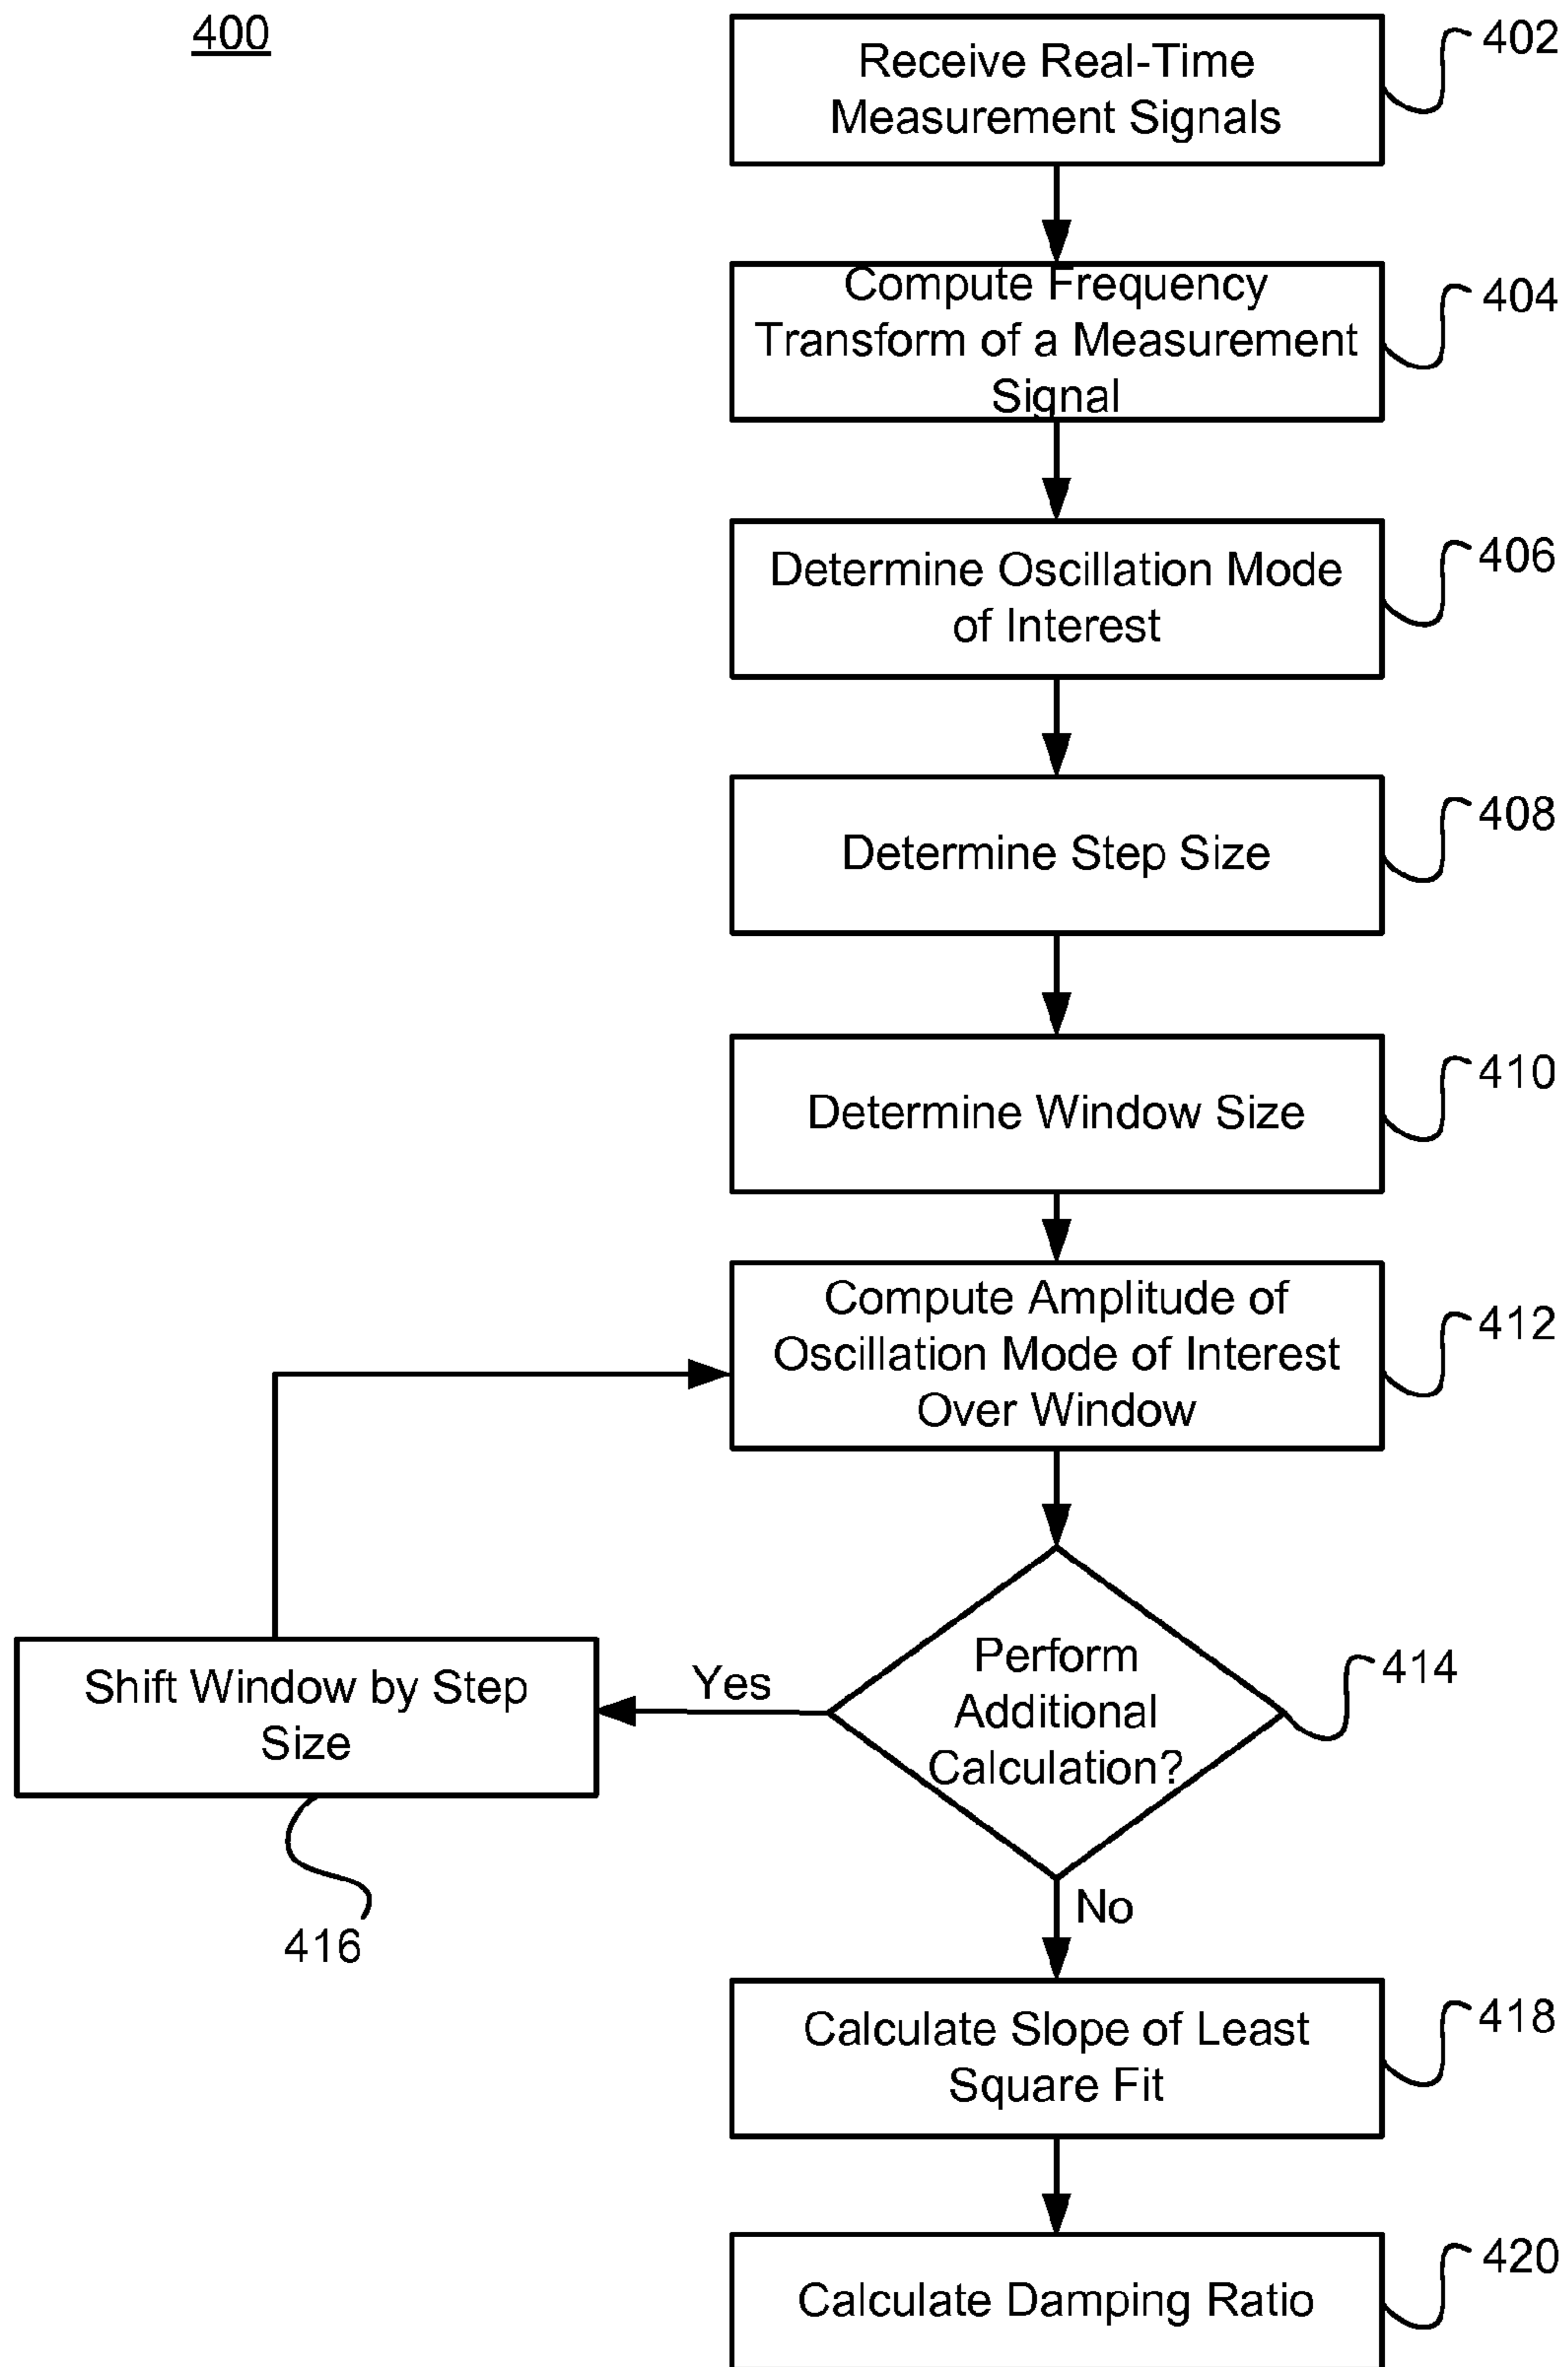 400
Receive Real-Time
Measurement Signals
402
Compute Frequency
Transform of a Measurement
Signal
404
Determine Oscillation Mode
of Interest
406
Determine Step Size
408
Determine Window Size
410
Compute Amplitude of
Oscillation Mode of Interest
Over Window
412
Perform
Additional
Calculation?
414
Yes
Shift Window by Step
Size
416
No
Calculate Slope of Least
Square Fit
418
Calculate Damping Ratio
420